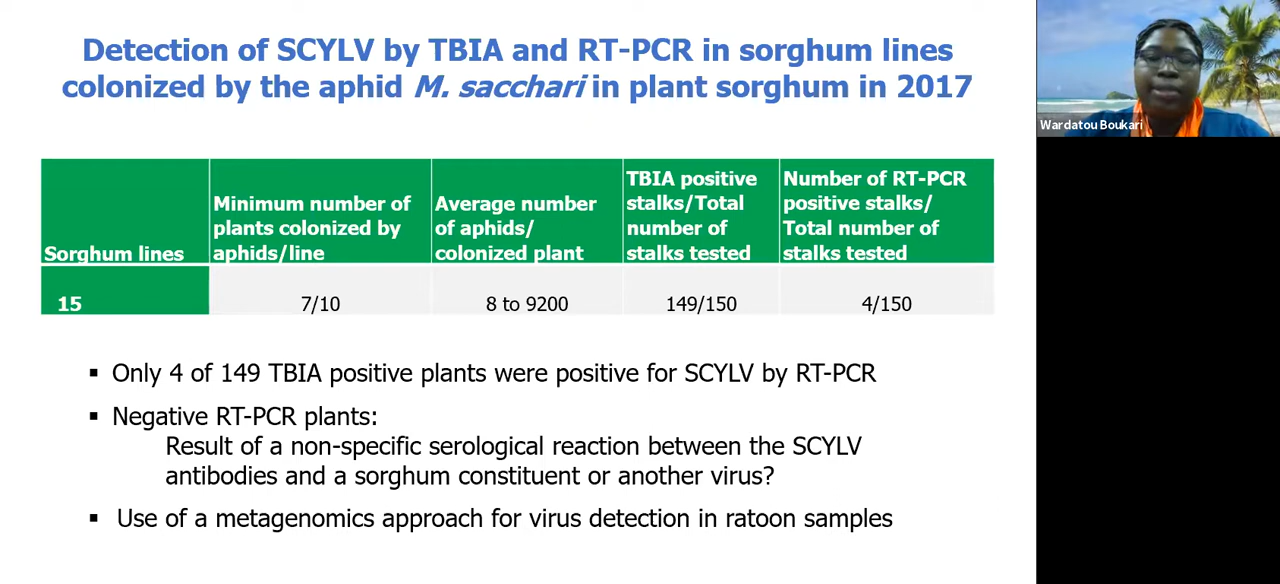 Detection of SCYLV by TBIA and RT-PCR in sorghum lines
colonized by the aphid M. sacchari in plant sorghum in 2017
Wardatou Boukari
Sorghum lines
Minimum number of
plants colonized by
aphids/line
Average number
of aphids/
colonized plant
TBIA positive
stalks/Total
number of
stalks tested
Number of RT-PCR
positive stalks/
Total number of
stalks tested
15
7/10
8 to 9200
149/150
4/150
▪ Only 4 of 149 TBIA positive plants were positive for SCYLV by RT-PCR
▪ Negative RT-PCR plants:
Result of a non-specific serological reaction between the SCYLV
antibodies and a sorghum constituent or another virus?
▪ Use of a metagenomics approach for virus detection in ratoon samples